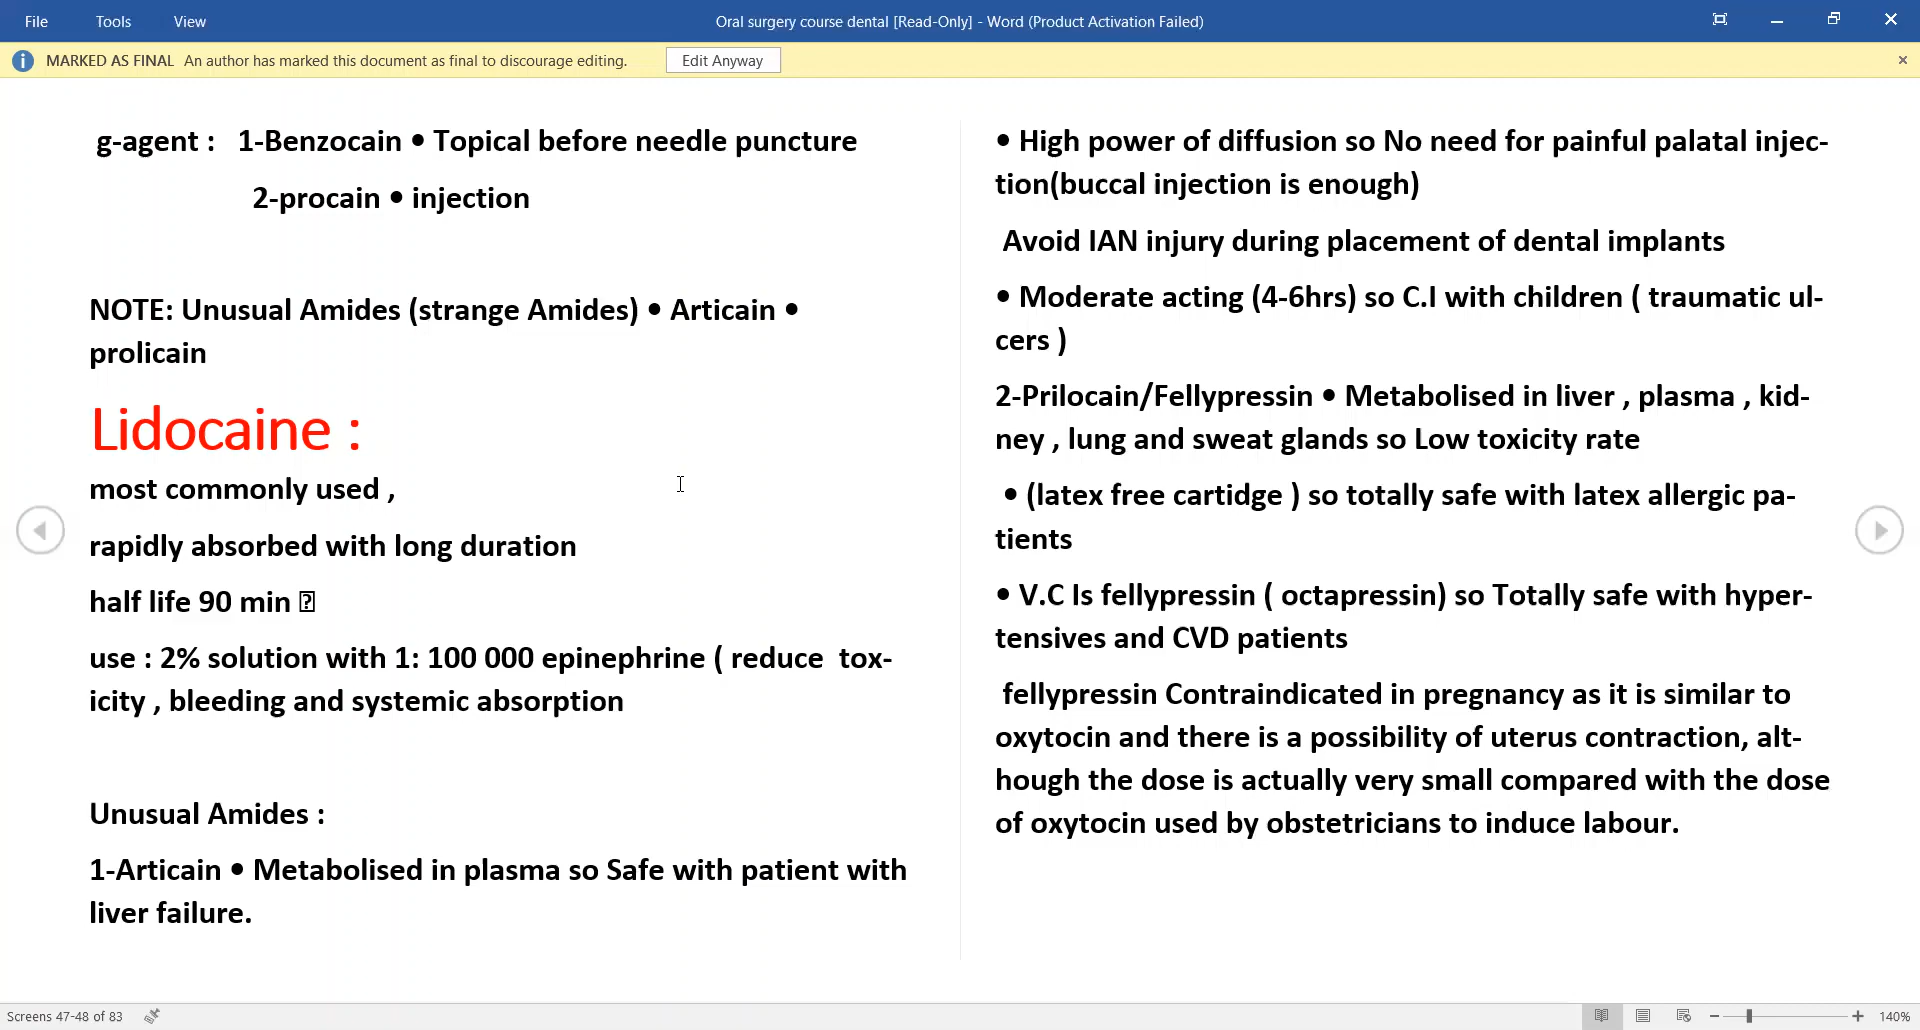 File Tools View Oral surgery course dental [Read-Only] - Word (Product Activation Failed)
MARKED AS FINAL An author has marked this document as final to discourage editing. Edit Anyway
g-agent : 1-Benzocain • Topical before needle puncture
2-procain • injection
NOTE: Unusual Amides (strange Amides) • Articain •
prolicain
Lidocaine :
most commonly used ,
rapidly absorbed with long duration
half life 90 min
use : 2% solution with 1: 100 000 epinephrine ( reduce tox-
icity , bleeding and systemic absorption
Unusual Amides :
1-Articain • Metabolised in plasma so Safe with patient with
liver failure.
• High power of diffusion so No need for painful palatal injec-
tion(buccal injection is enough)
Avoid IAN injury during placement of dental implants
• Moderate acting (4-6hrs) so C.I with children ( traumatic ul-
cers )
2-Prilocain/Fellypressin • Metabolised in liver , plasma , kid-
ney , lung and sweat glands so Low toxicity rate
• (latex free cartidge ) so totally safe with latex allergic pa-
tients
• V.C Is fellypressin ( octapressin) so Totally safe with hyper-
tensives and CVD patients
fellypressin Contraindicated in pregnancy as it is similar to
oxytocin and there is a possibility of uterus contraction, alt-
hough the dose is actually very small compared with the dose
of oxytocin used by obstetricians to induce labour.
Screens 47-48 of 83 140%